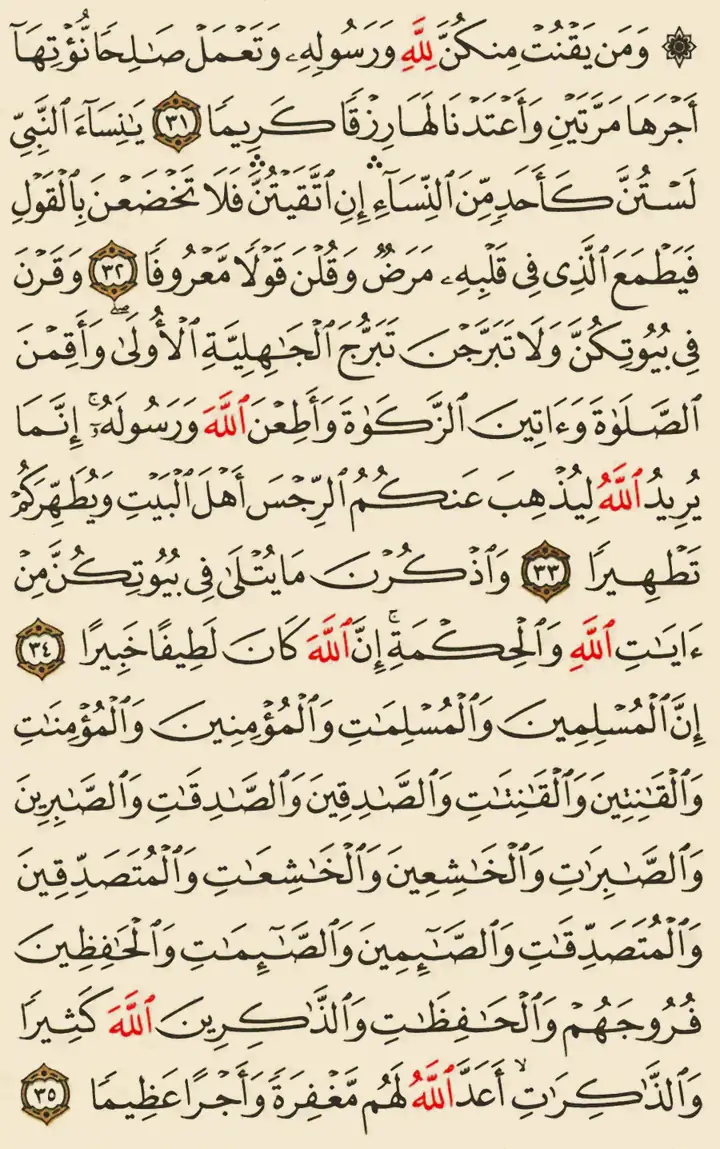 ۞ وَمَن يَقْنُتْ مِنكُنَّ لِلَّهِ وَرَسُولِهِۦ وَتَعْمَلْ صَـٰلِحًا نُّؤْتِهَآ
أَجْرَهَا مَرَّتَيْنِ وَأَعْتَدْنَا لَهَا رِزْقًا كَرِيمًا ٣١ يَـٰنِسَآءَ ٱلنَّبِىِّ
لَسْتُنَّ كَأَحَدٍ مِّنَ ٱلنِّسَآءِ ۛ إِنِ ٱتَّقَيْتُنَّ ۛ فَلَا تَخْضَعْنَ بِٱلْقَوْلِ
فَيَطْمَعَ ٱلَّذِى فِى قَلْبِهِۦ مَرَضٌ وَقُلْنَ قَوْلًا مَّعْرُوفًا ٣٢ وَقَرْنَ
فِى بُيُوتِكُنَّ وَلَا تَبَرَّجْنَ تَبَرُّجَ ٱلْجَـٰهِلِيَّةِ ٱلْأُولَىٰ ۖ وَأَقِمْنَ
ٱلصَّلَوٰةَ وَءَاتِينَ ٱلزَّكَوٰةَ وَأَطِعْنَ ٱللَّهَ وَرَسُولَهُۥٓ ۚ إِنَّمَا
يُرِيدُ ٱللَّهُ لِيُذْهِبَ عَنكُمُ ٱلرِّجْسَ أَهْلَ ٱلْبَيْتِ وَيُطَهِّرَكُمْ
تَطْهِيرًا ٣٣ وَٱذْكُرْنَ مَا يُتْلَىٰ فِى بُيُوتِكُنَّ مِنْ
ءَايَـٰتِ ٱللَّهِ وَٱلْحِكْمَةِ ۚ إِنَّ ٱللَّهَ كَانَ لَطِيفًا خَبِيرًا ٣٤
إِنَّ ٱلْمُسْلِمِينَ وَٱلْمُسْلِمَـٰتِ وَٱلْمُؤْمِنِينَ وَٱلْمُؤْمِنَـٰتِ
وَٱلْقَـٰنِتِينَ وَٱلْقَـٰنِتَـٰتِ وَٱلصَّـٰدِقِينَ وَٱلصَّـٰدِقَـٰتِ وَٱلصَّـٰبِرِينَ
وَٱلصَّـٰبِرَٰتِ وَٱلْخَـٰشِعِينَ وَٱلْخَـٰشِعَـٰتِ وَٱلْمُتَصَدِّقِينَ
وَٱلْمُتَصَدِّقَـٰتِ وَٱلصَّـٰٓئِمِينَ وَٱلصَّـٰٓئِمَـٰتِ وَٱلْحَـٰفِظِينَ
فُرُوجَهُمْ وَٱلْحَـٰفِظَـٰتِ وَٱلذَّٰكِرِينَ ٱللَّهَ كَثِيرًا
وَٱلذَّٰكِرَٰتِ ۙ أَعَدَّ ٱللَّهُ لَهُم مَّغْفِرَةً وَأَجْرًا عَظِيمًا ٣٥